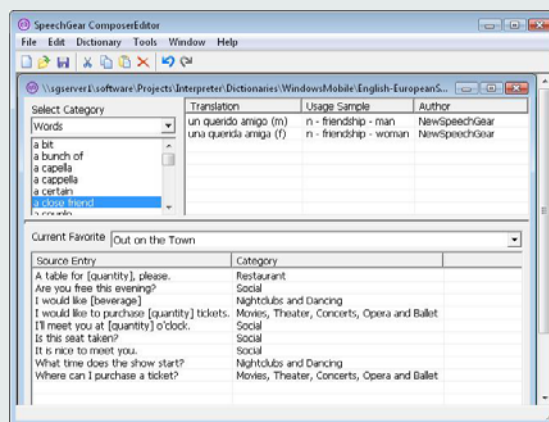 SpeechGear ComposerEditor
File Edit Dictionary Tools Window Help
\\sgserver1\software\Projects\Interpreter\Dictionaries\WindowsMobile\English-EuropeanS...
Select Category
Words
a bit
a bunch of
a capella
a cappella
a certain
a close friend
a couple
Translation Usage Sample Author
un querido amigo (m) n - friendship - man NewSpeechGear
una querida amiga (f) n - friendship - woman NewSpeechGear
Current Favorite Out on the Town
Source Entry Category
A table for [quantity], please. Restaurant
Are you free this evening? Social
I would like [beverage] Nightclubs and Dancing
I would like to purchase [quantity] tickets. Movies, Theater, Concerts, Opera and Ballet
I'll meet you at [quantity] o'clock. Social
Is this seat taken? Social
It is nice to meet you. Social
What time does the show start? Nightclubs and Dancing
Where can I purchase a ticket? Movies, Theater, Concerts, Opera and Ballet